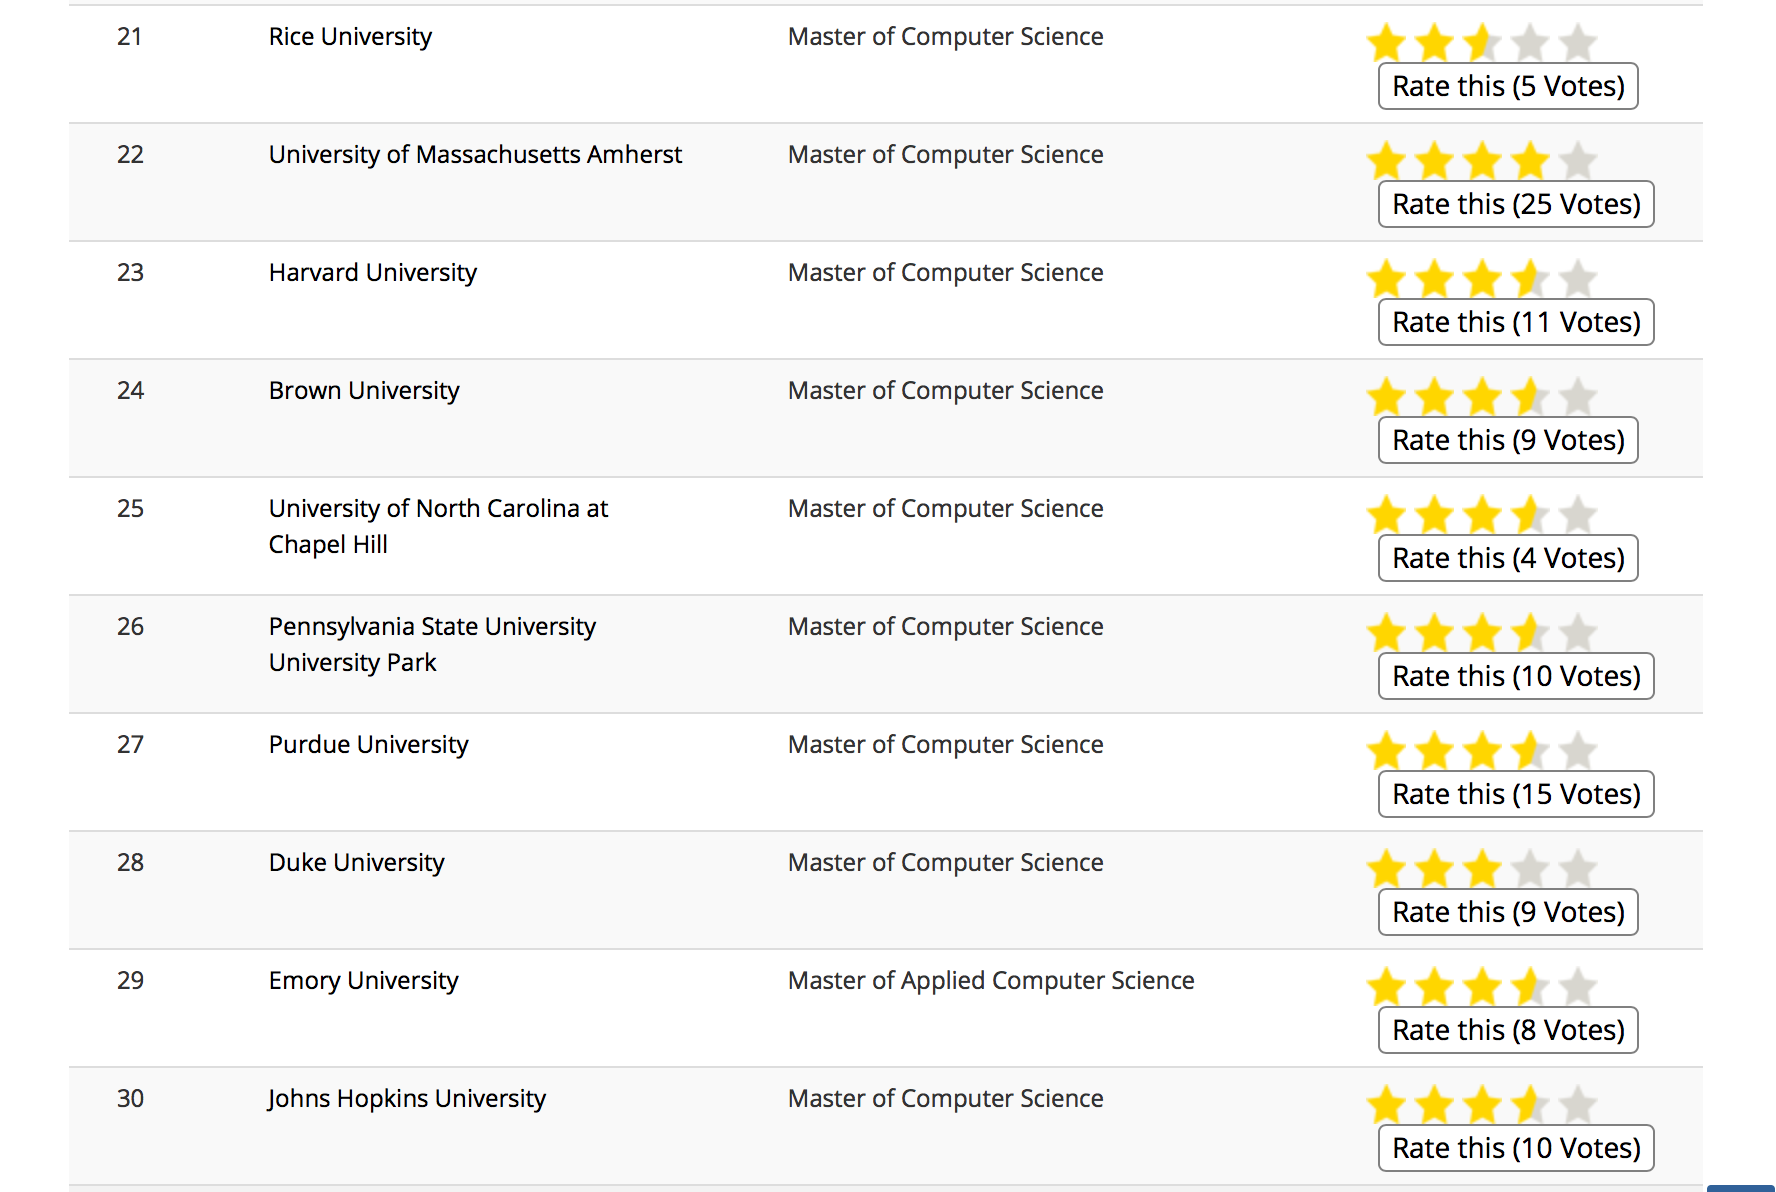 21 Rice University Master of Computer Science
Rate this (5 Votes)
22 University of Massachusetts Amherst Master of Computer Science
Rate this (25 Votes)
23 Harvard University Master of Computer Science
Rate this (11 Votes)
24 Brown University Master of Computer Science
Rate this (9 Votes)
25 University of North Carolina at Master of Computer Science
Chapel Hill
Rate this (4 Votes)
26 Pennsylvania State University Master of Computer Science
University Park
Rate this (10 Votes)
27 Purdue University Master of Computer Science
Rate this (15 Votes)
28 Duke University Master of Computer Science
Rate this (9 Votes)
29 Emory University Master of Applied Computer Science
Rate this (8 Votes)
30 Johns Hopkins University Master of Computer Science
Rate this (10 Votes)